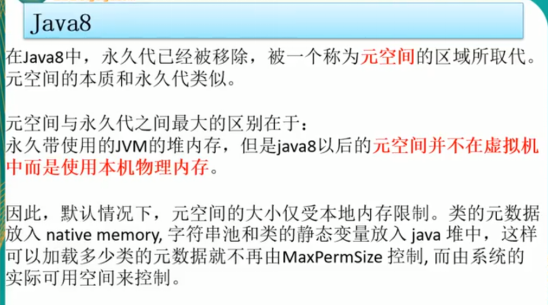 Java8
在Java8中，永久代已经被移除，被一个称为元空间的区域所取代。
元空间的本质和永久代类似。
元空间与永久代之间最大的区别在于：
永久带使用的JVM的堆内存，但是java8以后的元空间并不在虚拟机
中而是使用本机物理内存。
因此，默认情况下，元空间的大小仅受本地内存限制。类的元数据
放入 native memory, 字符串池和类的静态变量放入 java 堆中，这样
可以加载多少类的元数据就不再由MaxPermSize 控制, 而由系统的
实际可用空间来控制。